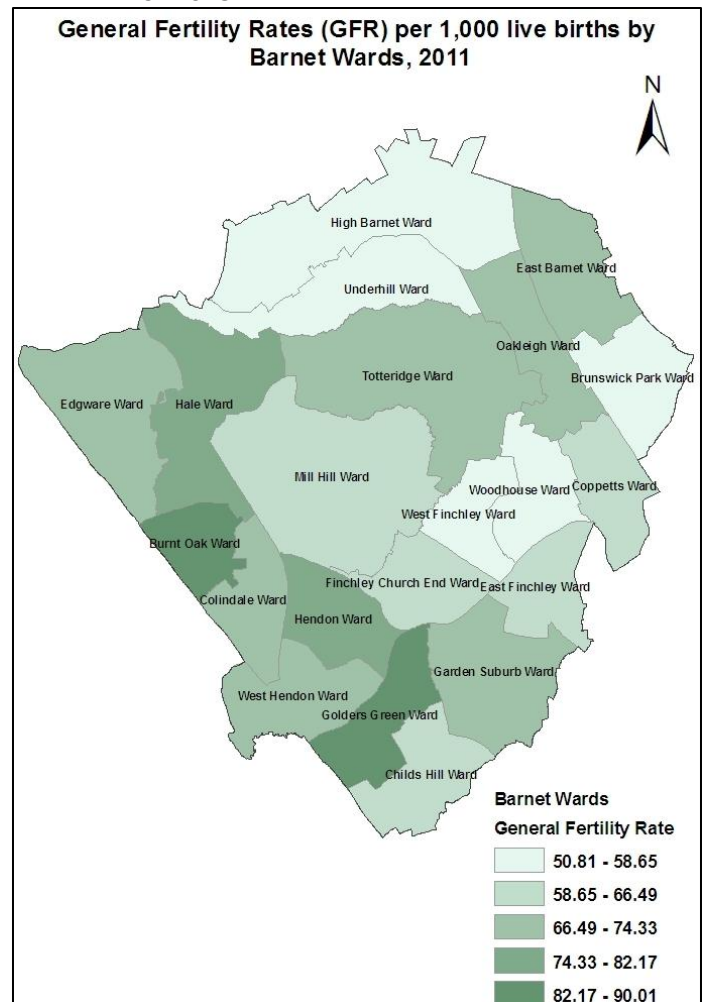 General Fertility Rates (GFR) per 1,000 live births by
Barnet Wards, 2011
N
High Barnet Ward
East Barnet Ward
Underhill Ward
Oakleigh Ward
Totteridge Ward
Brunswick Park Ward
Edgware Ward
Hale Ward
Mill Hill Ward
Coppetts Ward
Woodhouse Ward
West Finchley Ward
Burnt Oak Ward
Finchley Church End Ward
East Finchley Ward
Colindale Ward
Hendon Ward
Garden Suburb Ward
West Hendon Ward
Golders Green Ward
Childs Hill Ward
Barnet Wards
General Fertility Rate
50.81 - 58.65
58.65 - 66.49
66.49 - 74.33
74.33 - 82.17
82.17 - 90.01